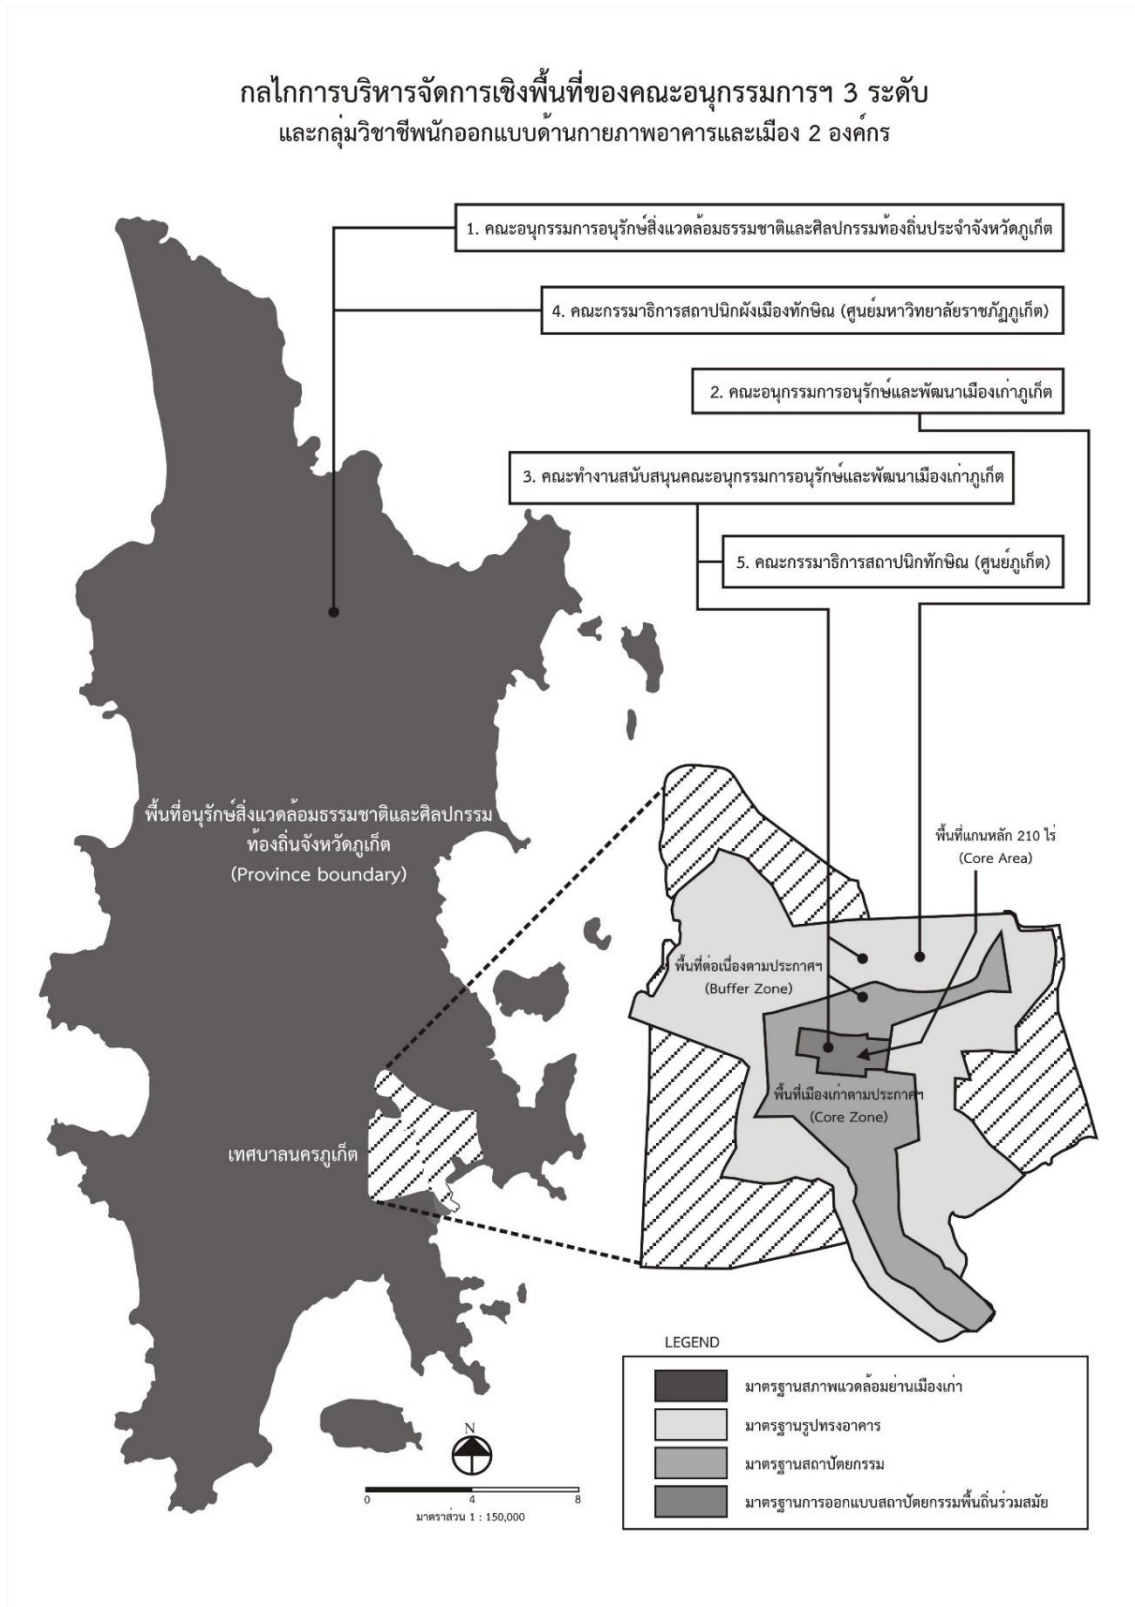 กลไกการบริหารจัดการเชิงพื้นที่ของคณะอนุกรรมการฯ 3 ระดับ
และกลุ่มวิชาชีพนักออกแบบด้านกายภาพอาคารและเมือง 2 องค์กร
1. คณะอนุกรรมการอนุรักษ์สิ่งแวดล้อมธรรมชาติและศิลปกรรมท้องถิ่นประจำจังหวัดภูเก็ต
4. คณะกรรมาธิการสถาปนิกผังเมืองทักษิณ (ศูนย์มหาวิทยาลัยราชภัฏภูเก็ต)
2. คณะอนุกรรมการอนุรักษ์และพัฒนาเมืองเก่าภูเก็ต
3. คณะทำงานสนับสนุนคณะอนุกรรมการอนุรักษ์และพัฒนาเมืองเก่าภูเก็ต
5. คณะกรรมาธิการสถาปนิกทักษิณ (ศูนย์ภูเก็ต)
พื้นที่อนุรักษ์สิ่งแวดล้อมธรรมชาติและศิลปกรรม
ท้องถิ่นจังหวัดภูเก็ต
(Province boundary)
พื้นที่แกนหลัก 210 ไร่
(Core Area)
พื้นที่ต่อเนื่องตามประกาศฯ
(Buffer Zone)
พื้นที่เมืองเก่าตามประกาศฯ
(Core Zone)
เทศบาลนครภูเก็ต
LEGEND
มาตรฐานสภาพแวดล้อมย่านเมืองเก่า
มาตรฐานรูปทรงอาคาร
มาตรฐานสถาปัตยกรรม
มาตรฐานการออกแบบสถาปัตยกรรมพื้นถิ่นร่วมสมัย
N
0 4 8
มาตราส่วน 1 : 150,000